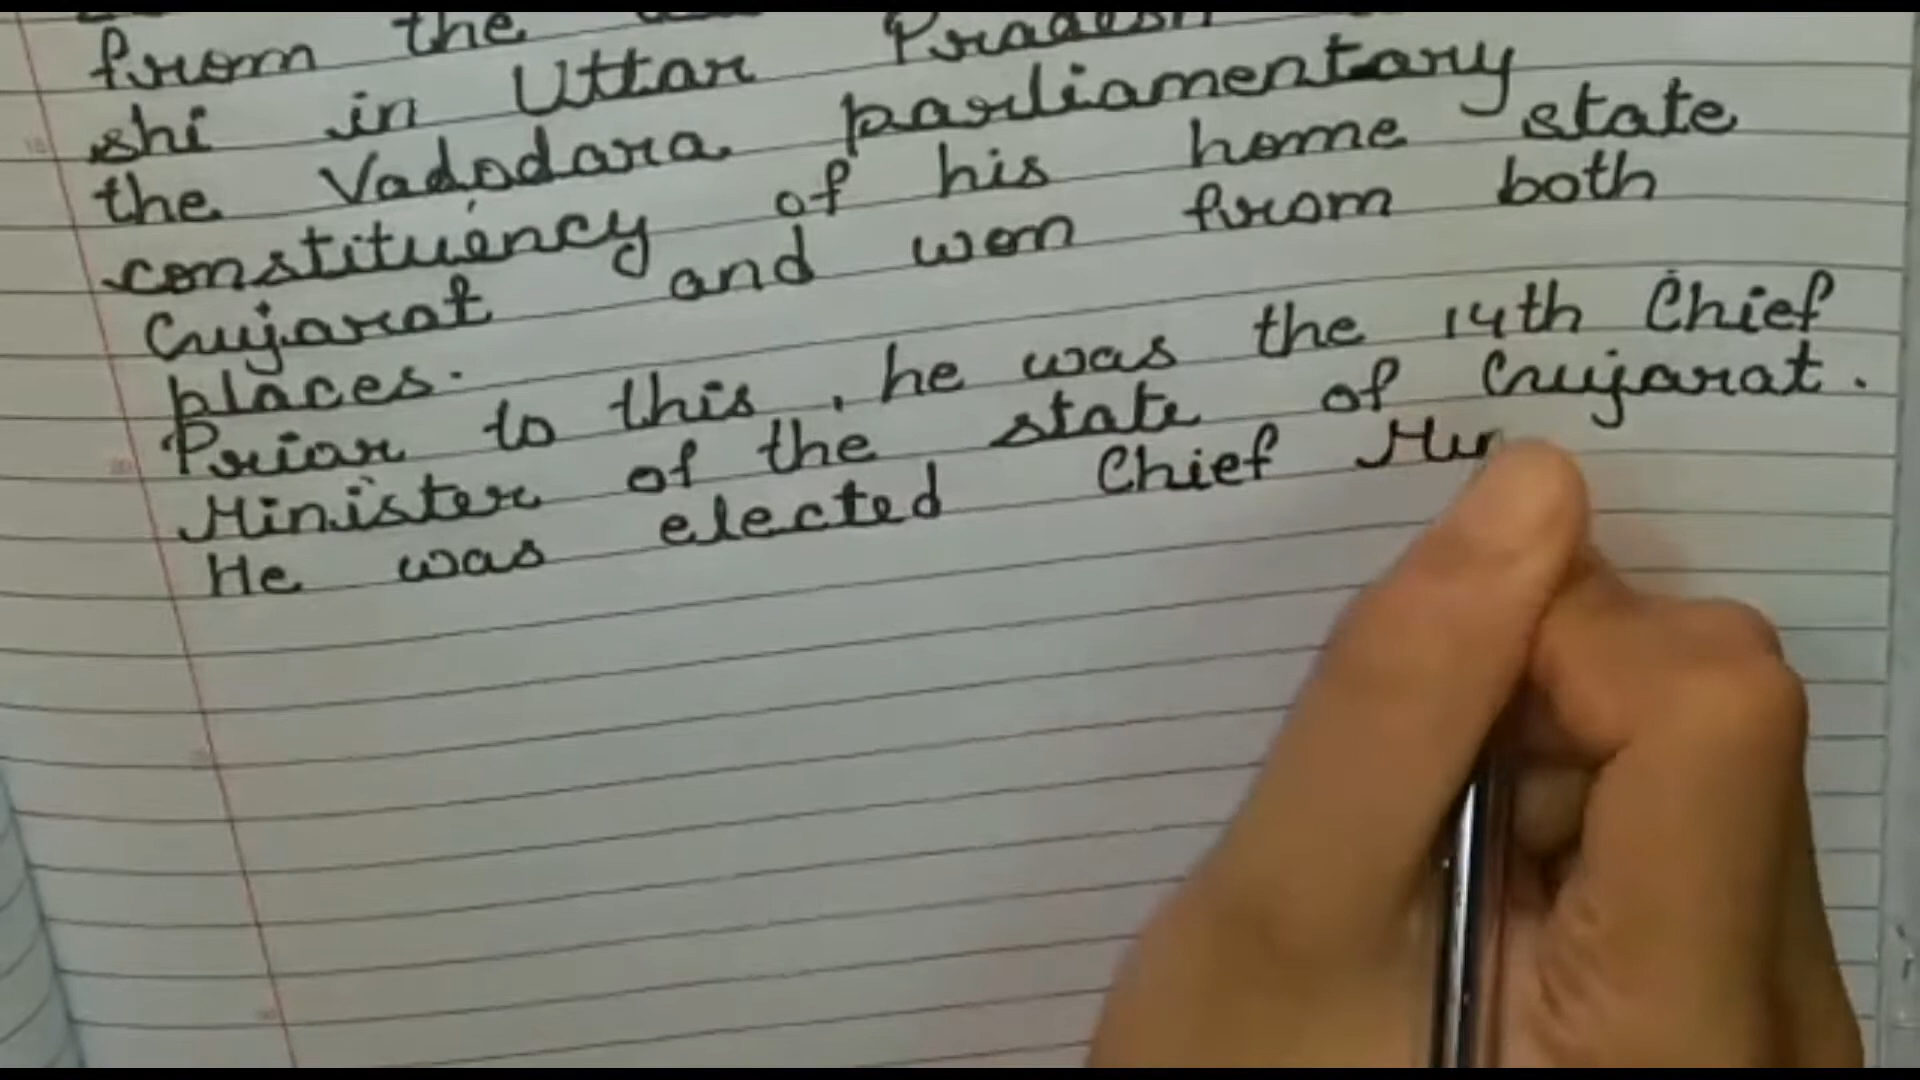 from the
shi in Uttar Pradesh
the Vadodara parliamentary
constituency of his home state
Gujarat and won from both
places.
Prior to this, he was the 14th Chief
Minister of the state of Gujarat.
He was elected Chief Min